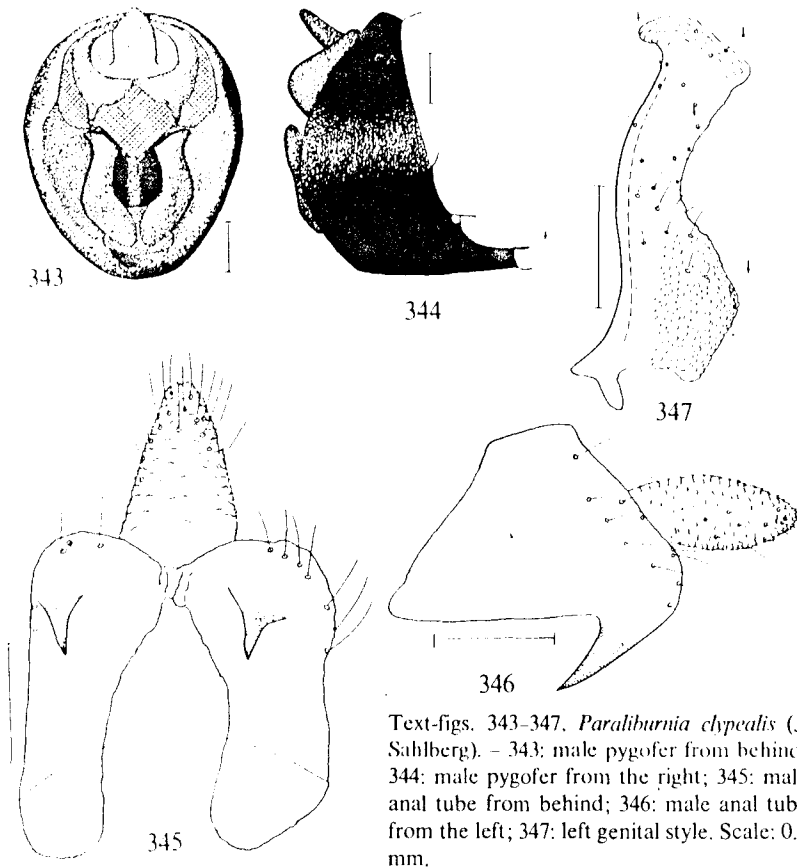 343
344
347
345
346
Text-figs. 343–347. Paraliburnia clypealis (J.
Sahlberg). – 343: male pygofer from behind
344: male pygofer from the right; 345: mal
anal tube from behind; 346: male anal tub
from the left; 347: left genital style. Scale: 0.
mm.